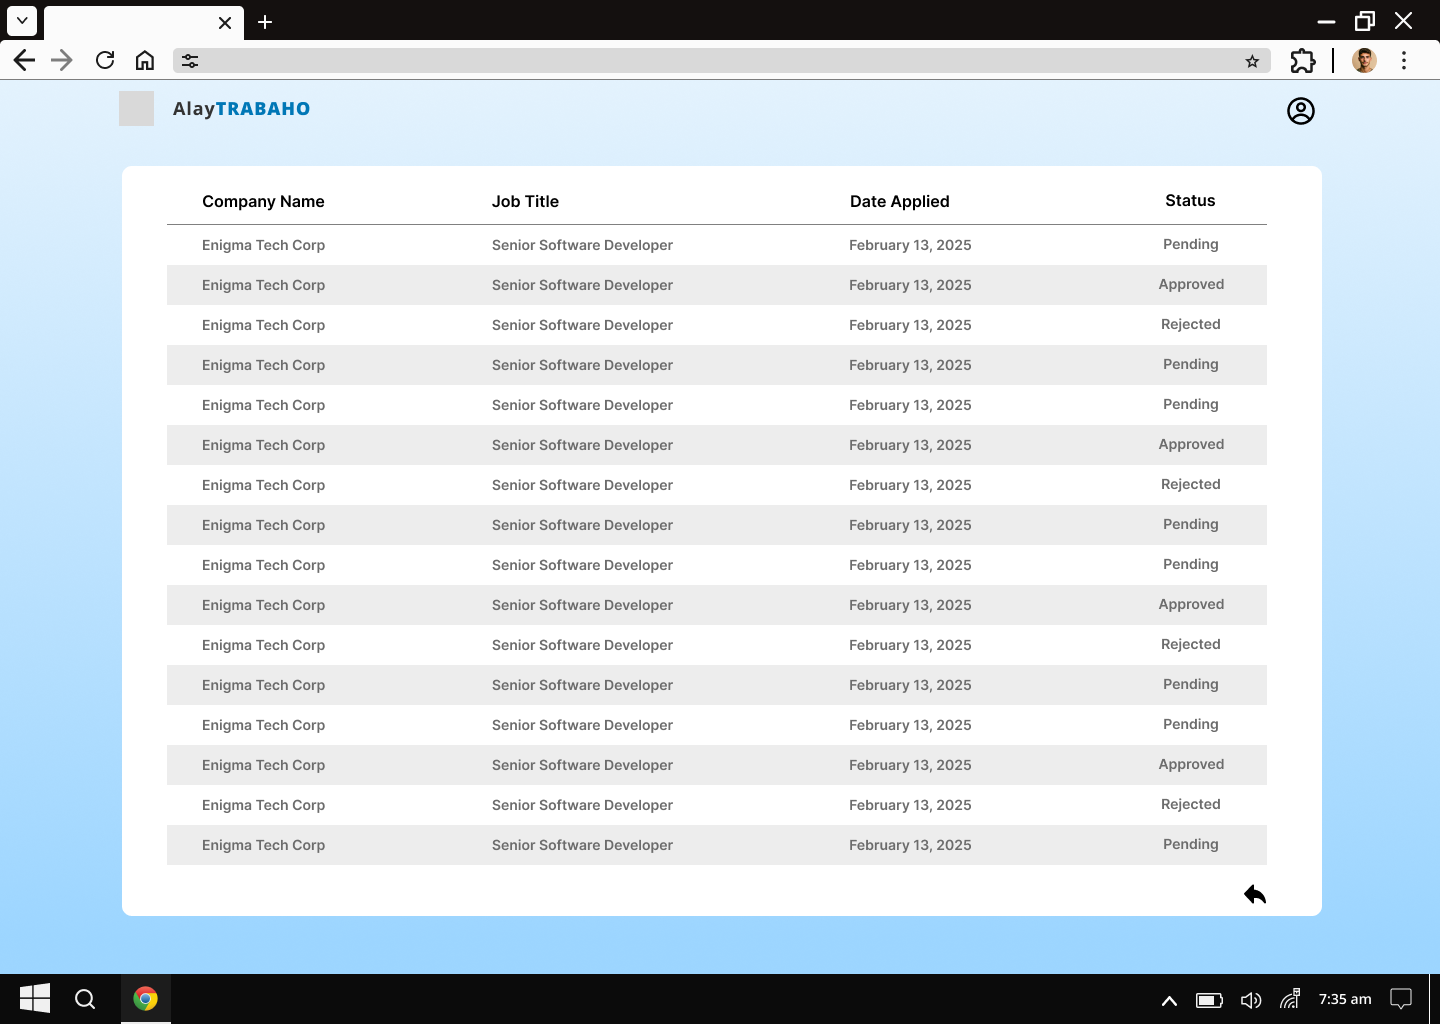 AlayTRABAHO
Company Name Job Title Date Applied Status
Enigma Tech Corp Senior Software Developer February 13, 2025 Pending
Enigma Tech Corp Senior Software Developer February 13, 2025 Approved
Enigma Tech Corp Senior Software Developer February 13, 2025 Rejected
Enigma Tech Corp Senior Software Developer February 13, 2025 Pending
Enigma Tech Corp Senior Software Developer February 13, 2025 Pending
Enigma Tech Corp Senior Software Developer February 13, 2025 Approved
Enigma Tech Corp Senior Software Developer February 13, 2025 Rejected
Enigma Tech Corp Senior Software Developer February 13, 2025 Pending
Enigma Tech Corp Senior Software Developer February 13, 2025 Pending
Enigma Tech Corp Senior Software Developer February 13, 2025 Approved
Enigma Tech Corp Senior Software Developer February 13, 2025 Rejected
Enigma Tech Corp Senior Software Developer February 13, 2025 Pending
Enigma Tech Corp Senior Software Developer February 13, 2025 Pending
Enigma Tech Corp Senior Software Developer February 13, 2025 Approved
Enigma Tech Corp Senior Software Developer February 13, 2025 Rejected
Enigma Tech Corp Senior Software Developer February 13, 2025 Pending
7:35 am